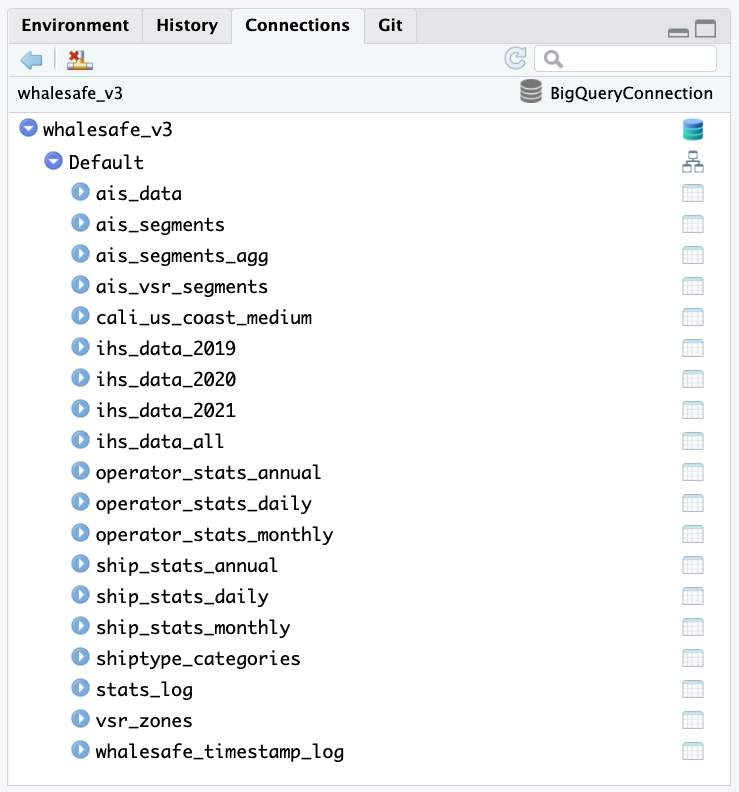 Environment History Connections Git
whalesafe_v3 BigQueryConnection
whalesafe_v3
Default
ais_data
ais_segments
ais_segments_agg
ais_vsr_segments
cali_us_coast_medium
ihs_data_2019
ihs_data_2020
ihs_data_2021
ihs_data_all
operator_stats_annual
operator_stats_daily
operator_stats_monthly
ship_stats_annual
ship_stats_daily
ship_stats_monthly
shiptype_categories
stats_log
vsr_zones
whalesafe_timestamp_log